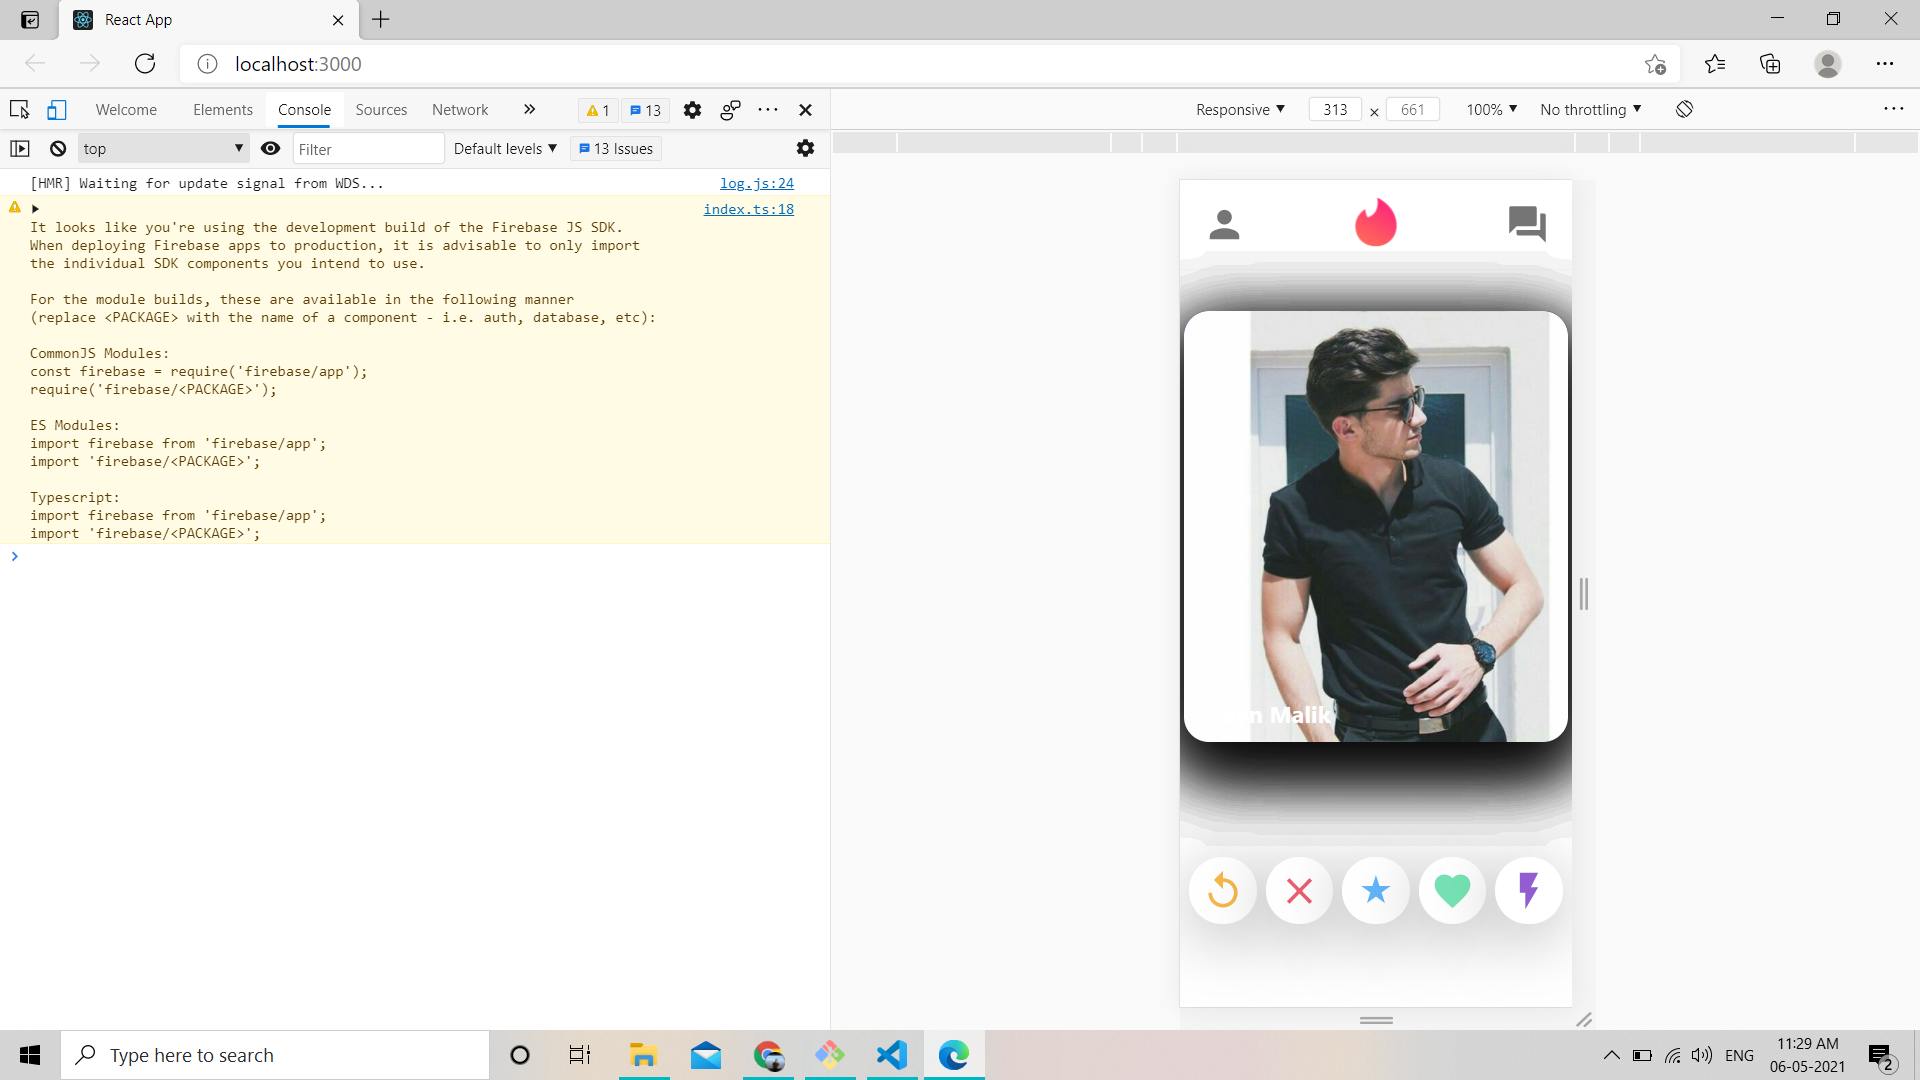 React App
localhost:3000
Welcome
Elements
Console
Sources
Network
1
13
Responsive
313
×
661
100%
No throttling
top
Filter
Default levels
13 Issues
[HMR] Waiting for update signal from WDS...
log.js:24
index.ts:18
It looks like you're using the development build of the Firebase JS SDK.
When deploying Firebase apps to production, it is advisable to only import
the individual SDK components you intend to use.
For the module builds, these are available in the following manner
(replace <PACKAGE> with the name of a component - i.e. auth, database, etc):
CommonJS Modules:
const firebase = require('firebase/app');
require('firebase/<PACKAGE>');
ES Modules:
import firebase from 'firebase/app';
import 'firebase/<PACKAGE>';
Typescript:
import firebase from 'firebase/app';
import 'firebase/<PACKAGE>';
Malik
Type here to search
ENG
11:29 AM
06-05-2021
2